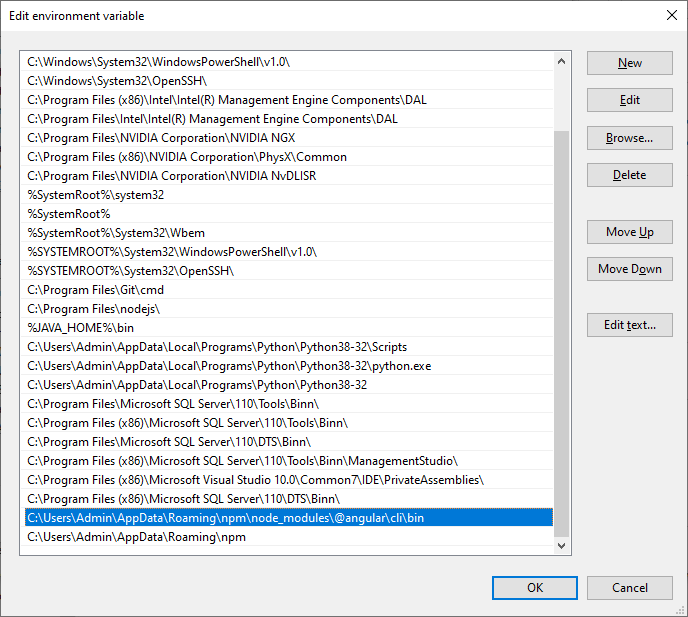 Edit environment variable
C:\Windows\System32\WindowsPowerShell\v1.0\
C:\Windows\System32\OpenSSH\
C:\Program Files (x86)\Intel\Intel(R) Management Engine Components\DAL
C:\Program Files\Intel\Intel(R) Management Engine Components\DAL
C:\Program Files\NVIDIA Corporation\NVIDIA NGX
C:\Program Files (x86)\NVIDIA Corporation\PhysX\Common
C:\Program Files\NVIDIA Corporation\NVIDIA NvDLISR
%SystemRoot%\system32
%SystemRoot%
%SystemRoot%\System32\Wbem
%SYSTEMROOT%\System32\WindowsPowerShell\v1.0\
%SYSTEMROOT%\System32\OpenSSH\
C:\Program Files\Git\cmd
C:\Program Files\nodejs\
%JAVA_HOME%\bin
C:\Users\Admin\AppData\Local\Programs\Python\Python38-32\Scripts
C:\Users\Admin\AppData\Local\Programs\Python\Python38-32\python.exe
C:\Users\Admin\AppData\Local\Programs\Python\Python38-32
C:\Program Files\Microsoft SQL Server\110\Tools\Binn\
C:\Program Files (x86)\Microsoft SQL Server\110\Tools\Binn\
C:\Program Files\Microsoft SQL Server\110\DTS\Binn\
C:\Program Files (x86)\Microsoft SQL Server\110\Tools\Binn\ManagementStudio\
C:\Program Files (x86)\Microsoft Visual Studio 10.0\Common7\IDE\PrivateAssemblies\
C:\Program Files (x86)\Microsoft SQL Server\110\DTS\Binn\
C:\Users\Admin\AppData\Roaming\npm\node_modules\@angular\cli\bin
C:\Users\Admin\AppData\Roaming\npm
New
Edit
Browse...
Delete
Move Up
Move Down
Edit text...
OK
Cancel